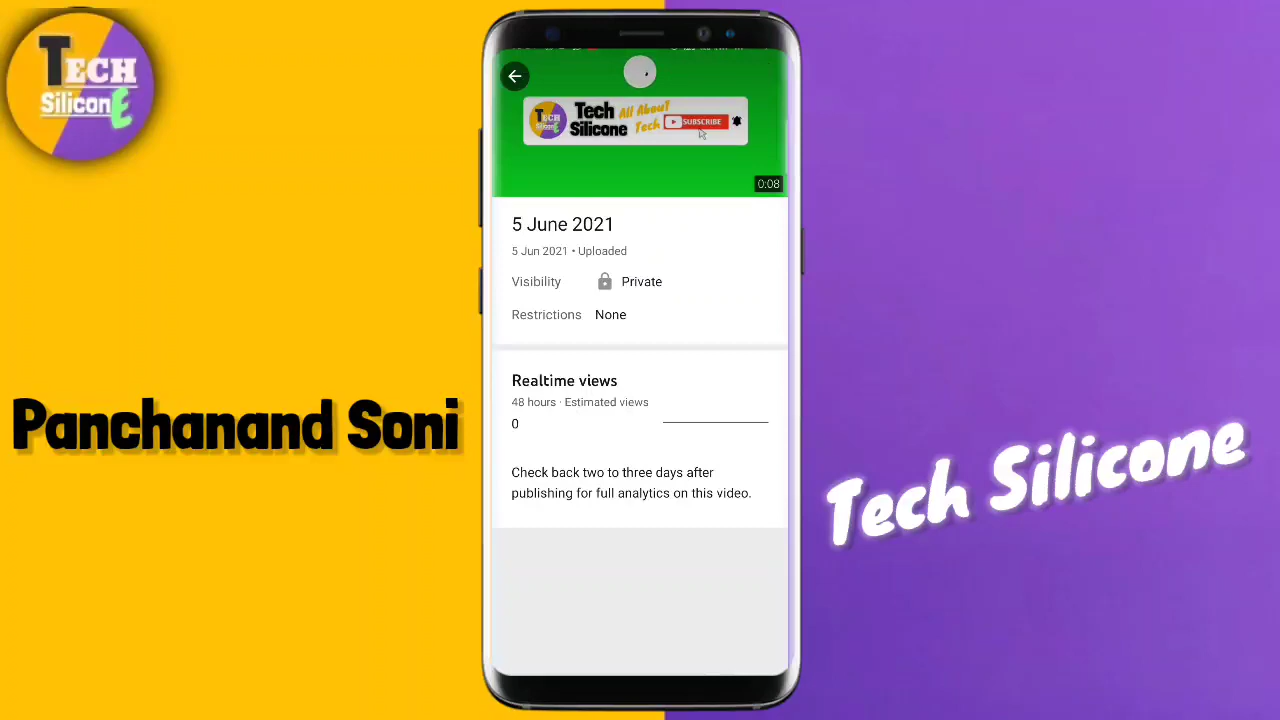 TECH
SiliconE
TECH
SiliconE
Tech
Silicone
All About
Tech
SUBSCRIBE
0:08
5 June 2021
5 Jun 2021 • Uploaded
Visibility Private
Restrictions None
Realtime views
48 hours · Estimated views
0
Check back two to three days after
publishing for full analytics on this video.
Panchanand Soni
Tech Silicone